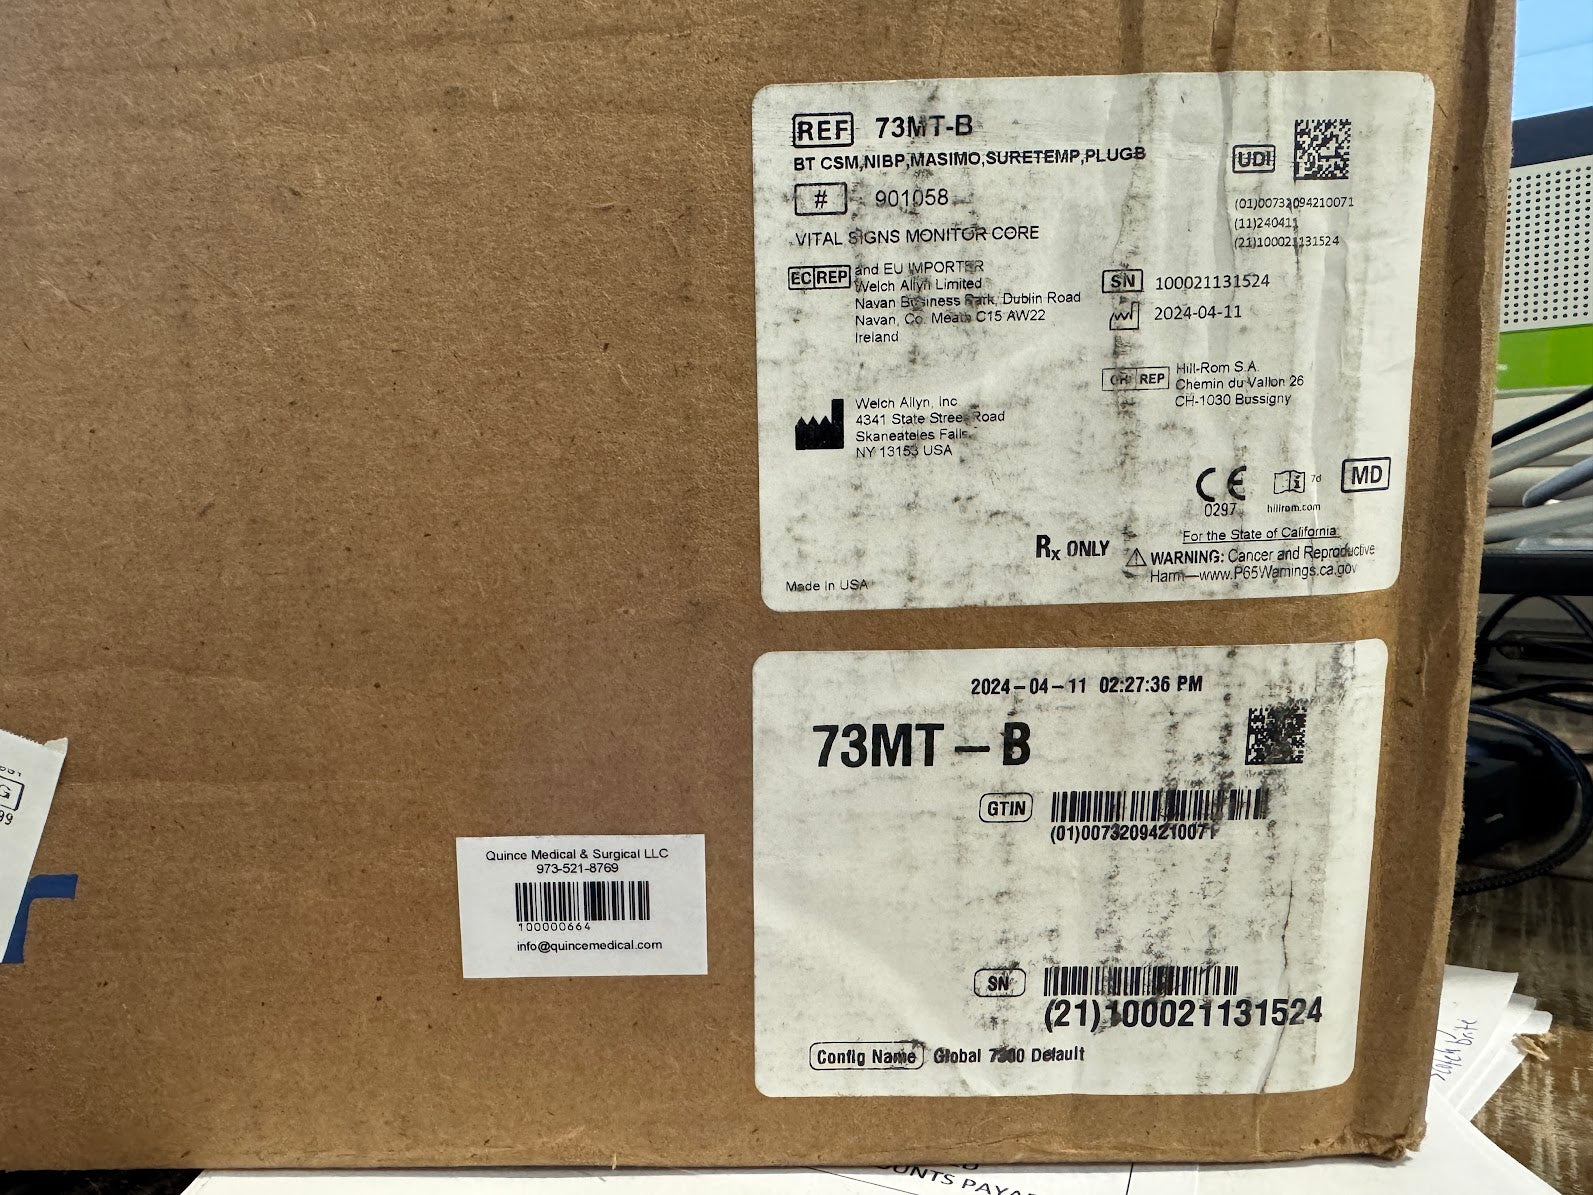 REF 73MT-B
BT CSM,NIBP,MASIMO,SURETEMP,PLUGB
# 901058
VITAL SIGNS MONITOR CORE
EC REP and EU IMPORTER
Welch Allyn Limited
Navan Business Park, Dublin Road
Navan, Co. Meath C15 AW22
Ireland
Welch Allyn, Inc
4341 State Street Road
Skaneateles Falls,
NY 13153 USA
Made in USA
UDI
(01)00732094210071
(11)240411
(21)100021131524
SN 100021131524
2024-04-11
CH REP Hill-Rom S.A.
Chemin du Vallon 26
CH-1030 Bussigny
CE
0297
7d
hillrom.com
MD
Rx ONLY
For the State of California:
WARNING: Cancer and Reproductive
Harm—www.P65Warnings.ca.gov
2024-04-11 02:27:36 PM
73MT-B
GTIN
(01)00732094210071
SN
(21)100021131524
Config Name Global 7300 Default
Quince Medical & Surgical LLC
973-521-8769
100000664
info@quincemedical.com